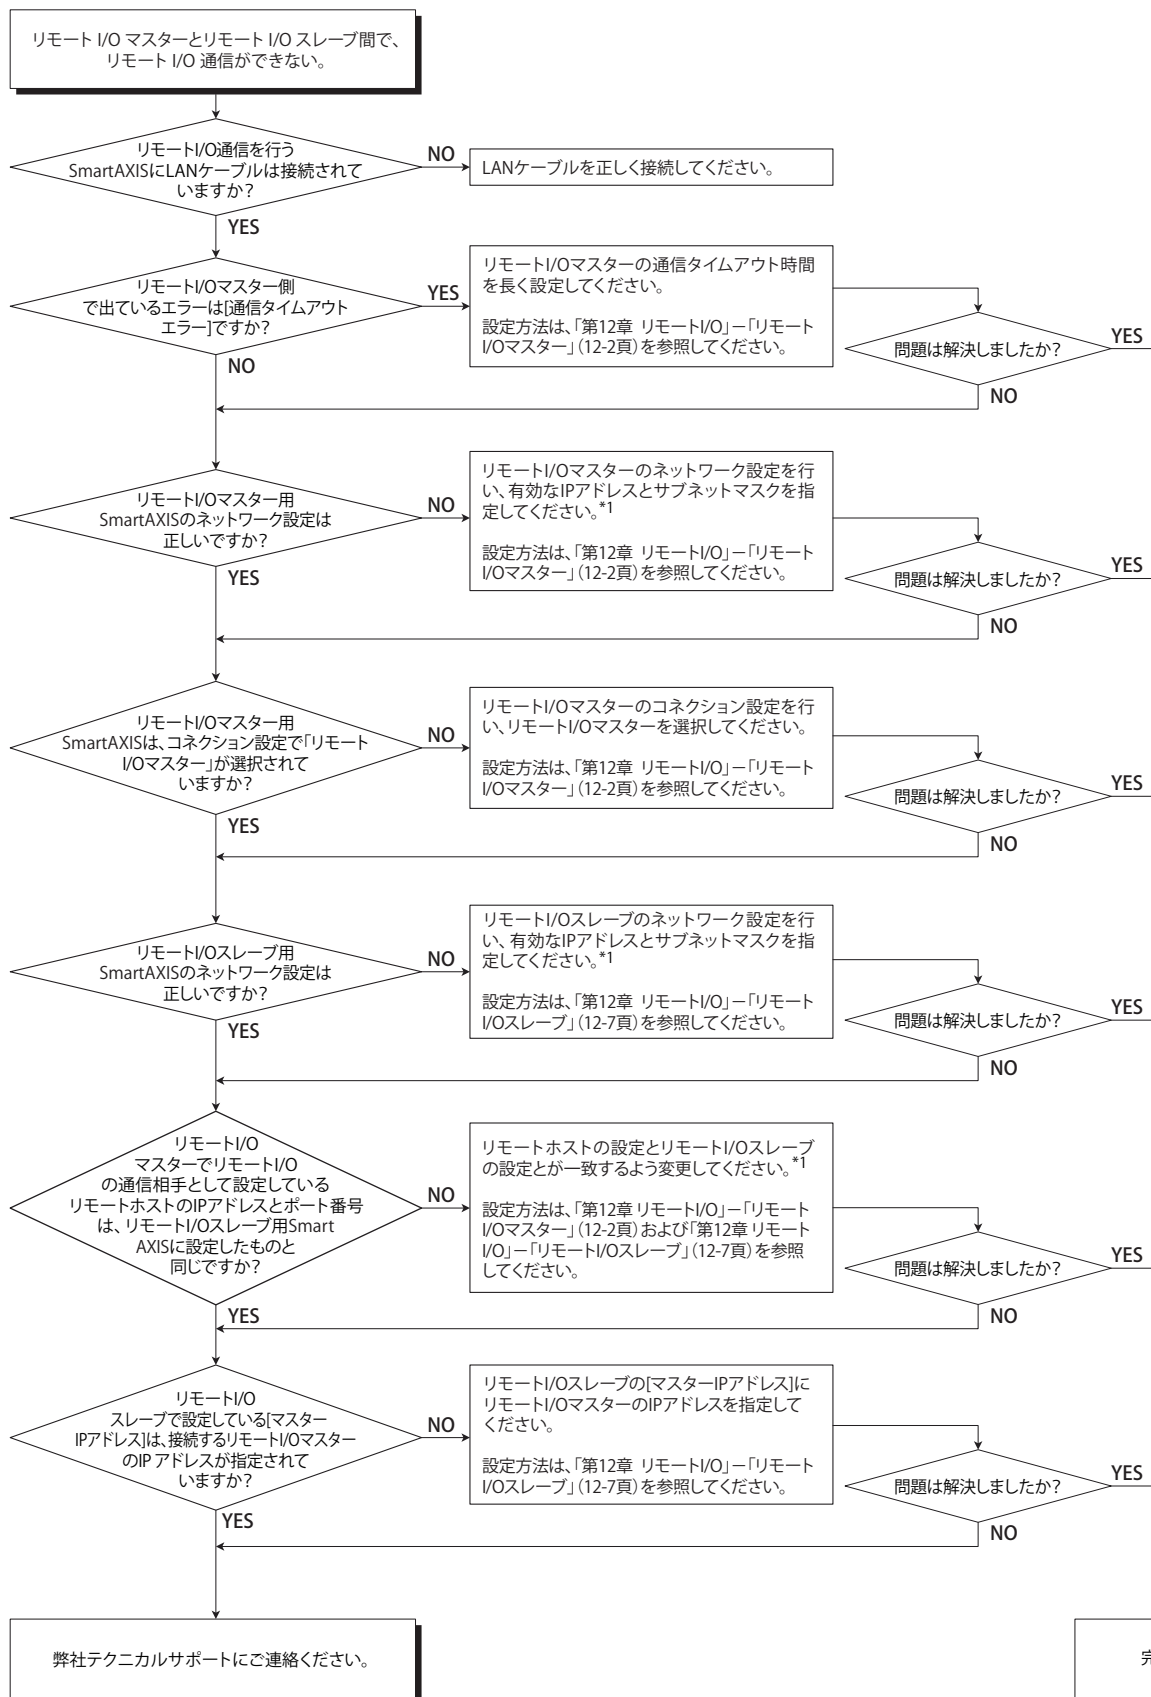 リモート I/O マスターとリモート I/O スレーブ間で、
リモート I/O 通信ができない。
リモートI/O通信を行う
SmartAXISにLANケーブルは接続されて
いますか?
NO
LANケーブルを正しく接続してください。
YES
リモートI/Oマスター側
で出ているエラーは[通信タイムアウト
エラー]ですか?
YES
リモートI/Oマスターの通信タイムアウト時間
を長く設定してください。
設定方法は、「第12章 リモートI/O」－「リモート
I/Oマスター」(12-2頁)を参照してください。
問題は解決しましたか?
YES
NO
NO
リモートI/Oマスター用
SmartAXISのネットワーク設定は
正しいですか?
NO
リモートI/Oマスターのネットワーク設定を行
い、有効なIPアドレスとサブネットマスクを指
定してください。*1
設定方法は、「第12章 リモートI/O」－「リモート
I/Oマスター」(12-2頁)を参照してください。
問題は解決しましたか?
YES
YES
NO
リモートI/Oマスター用
SmartAXISは、コネクション設定で「リモート
I/Oマスター」が選択されて
いますか?
NO
リモートI/Oマスターのコネクション設定を行
い、リモートI/Oマスターを選択してください。
設定方法は、「第12章 リモートI/O」－「リモート
I/Oマスター」(12-2頁)を参照してください。
問題は解決しましたか?
YES
YES
NO
リモートI/Oスレーブ用
SmartAXISのネットワーク設定は
正しいですか?
NO
リモートI/Oスレーブのネットワーク設定を行
い、有効なIPアドレスとサブネットマスクを指
定してください。*1
設定方法は、「第12章 リモートI/O」－「リモート
I/Oスレーブ」(12-7頁)を参照してください。
問題は解決しましたか?
YES
YES
NO
リモートI/O
マスターでリモートI/O
の通信相手として設定している
リモートホストのIPアドレスとポート番号
は、リモートI/Oスレーブ用Smart
AXISに設定したものと
同じですか?
NO
リモートホストの設定とリモートI/Oスレーブ
の設定とが一致するよう変更してください。*1
設定方法は、「第12章 リモートI/O」－「リモート
I/Oマスター」(12-2頁)および「第12章 リモート
I/O」－「リモートI/Oスレーブ」(12-7頁)を参照
してください。
問題は解決しましたか?
YES
YES
NO
リモートI/O
スレーブで設定している[マスター
IPアドレス]は、接続するリモートI/Oマスター
のIP アドレスが指定されて
いますか?
NO
リモートI/Oスレーブの[マスターIPアドレス]に
リモートI/OマスターのIPアドレスを指定して
ください。
設定方法は、「第12章 リモートI/O」－「リモート
I/Oスレーブ」(12-7頁)を参照してください。
問題は解決しましたか?
YES
YES
NO
弊社テクニカルサポートにご連絡ください。
完